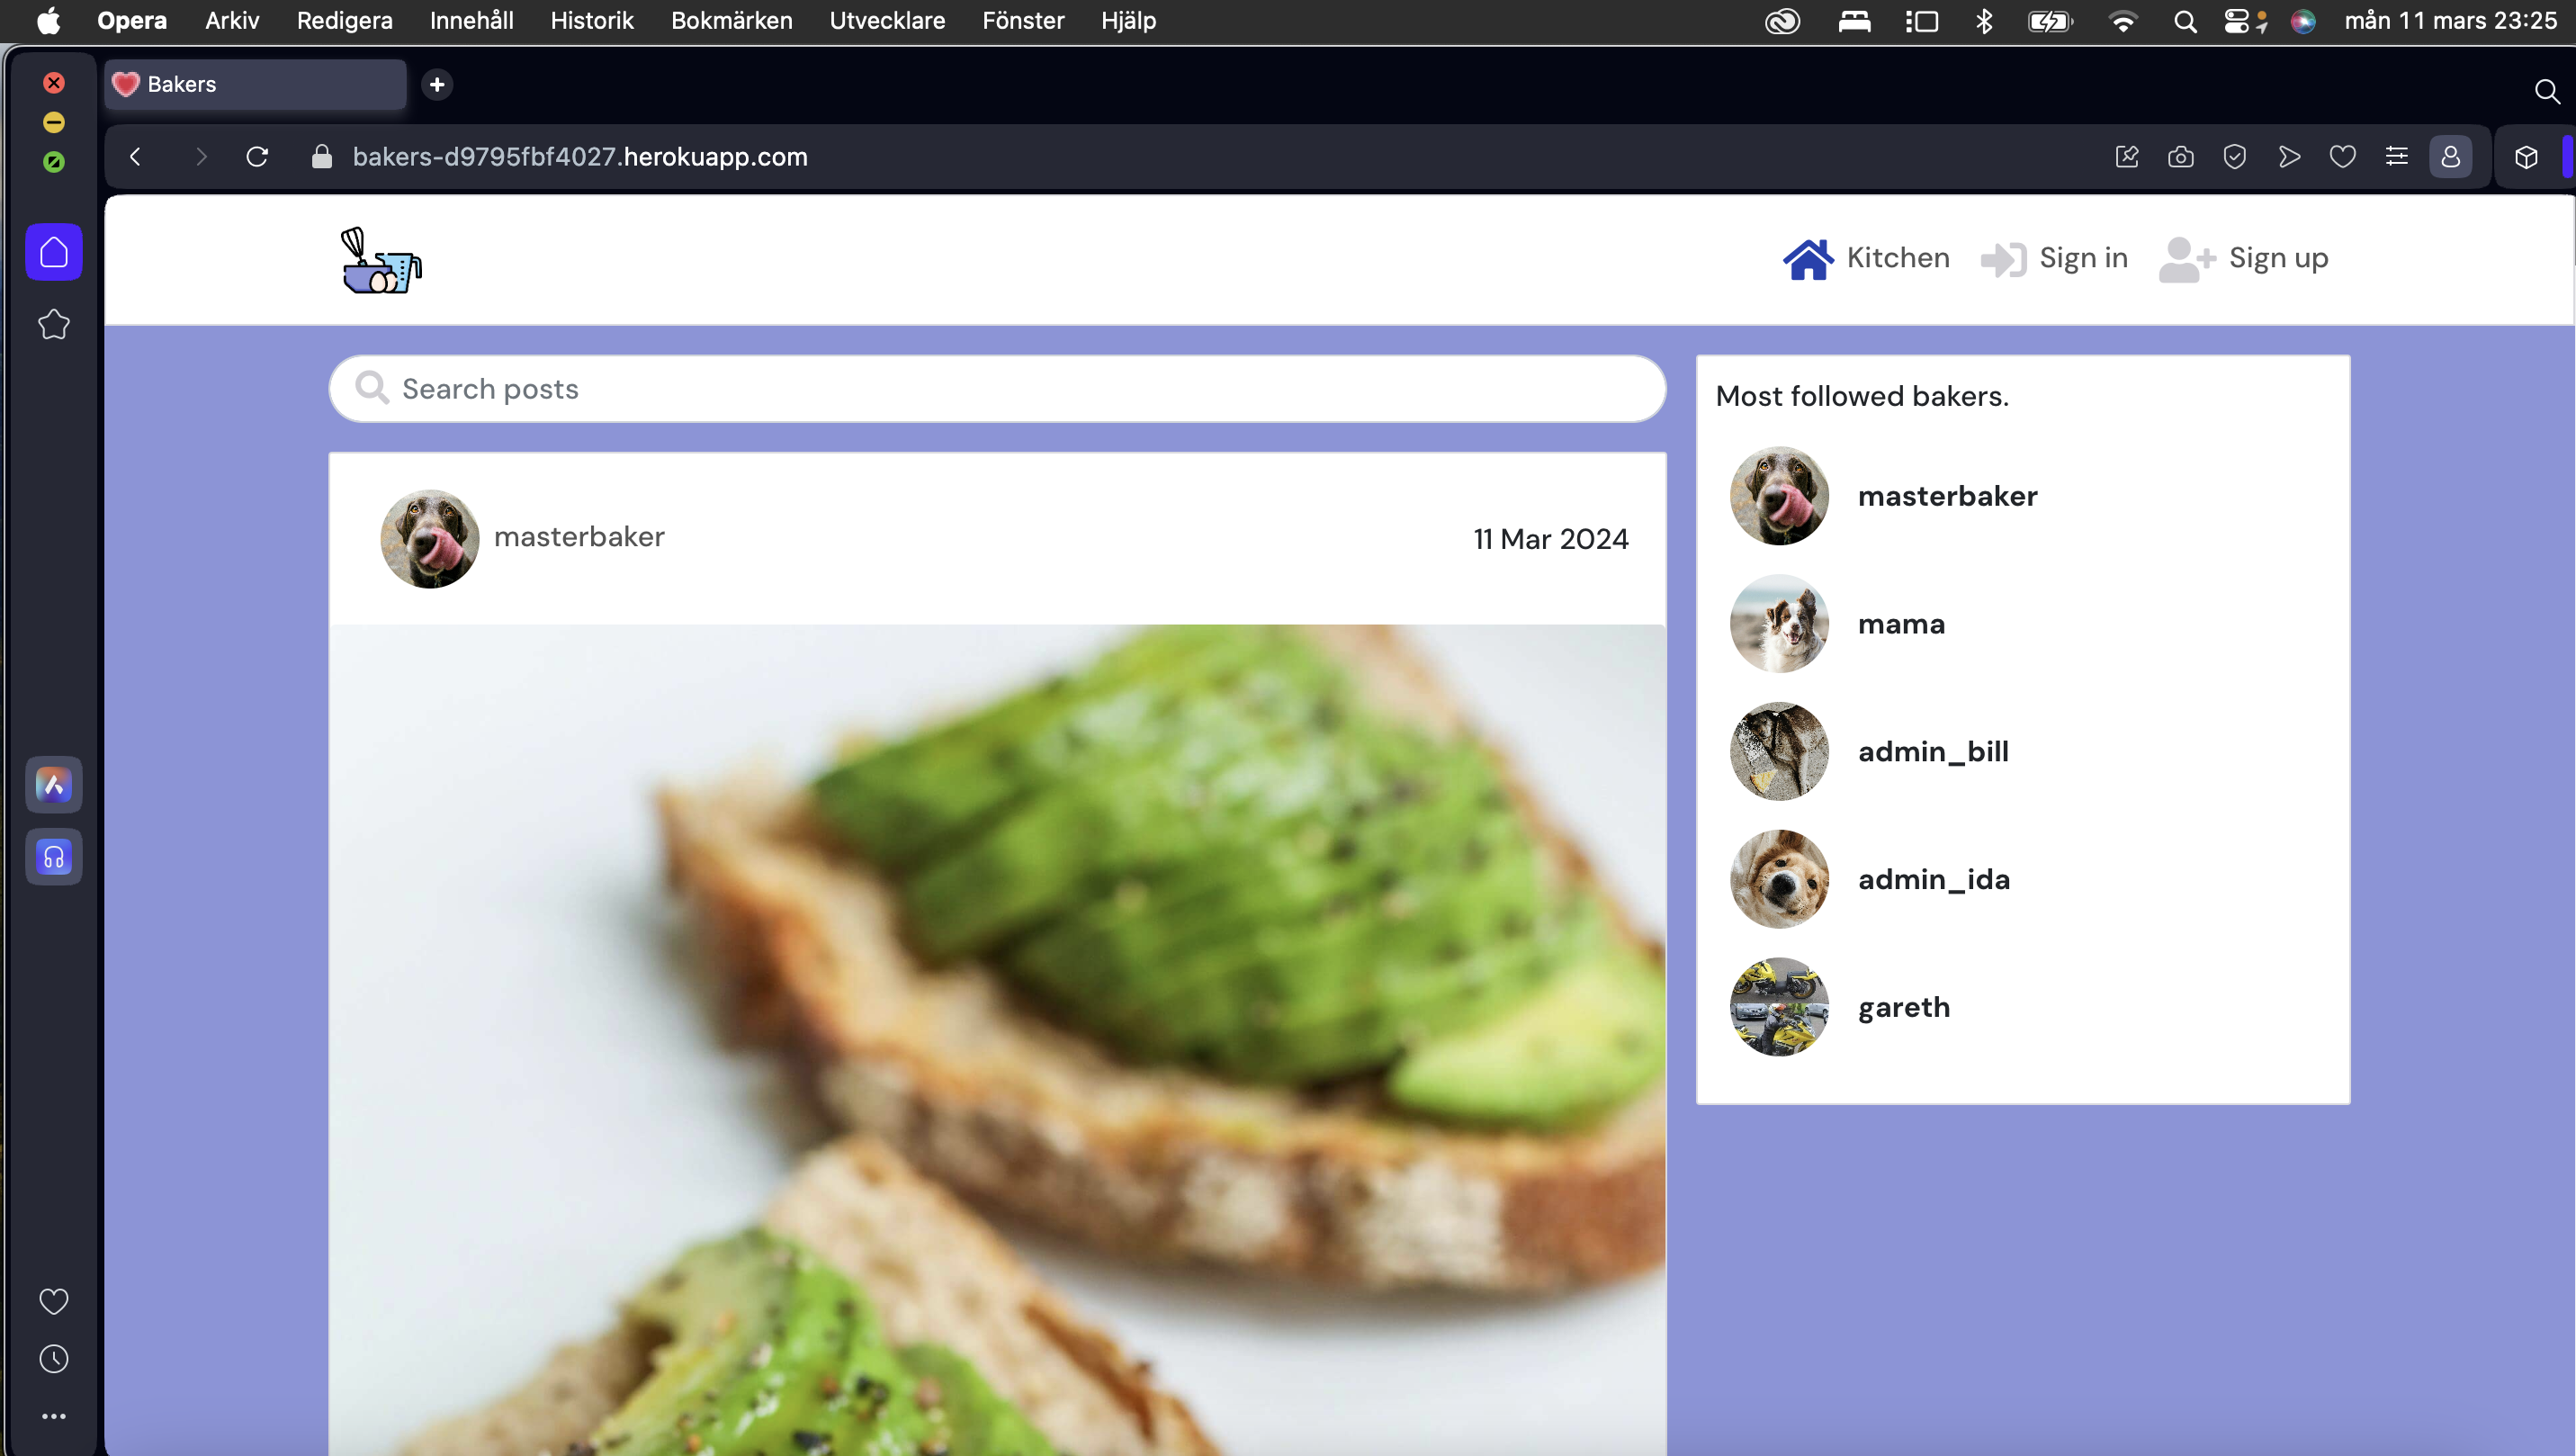 Opera Arkiv Redigera Innehåll Historik Bokmärken Utvecklare Fönster Hjälp mån 11 mars 23:25
Bakers
bakers-d9795fbf4027.herokuapp.com
Kitchen Sign in Sign up
Search posts
masterbaker 11 Mar 2024
Most followed bakers.
masterbaker
mama
admin_bill
admin_ida
gareth